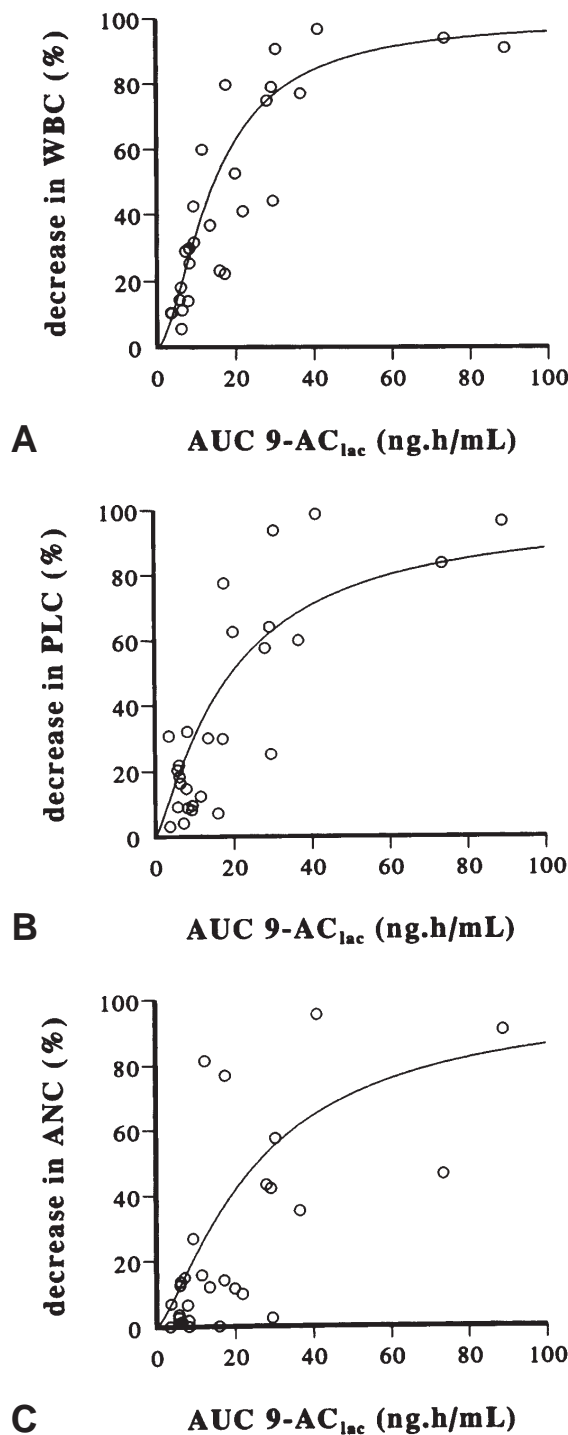 decrease in WBC (%)
100
80
60
40
20
0
0 20 40 60 80 100
A AUC 9-AClac (ng.h/mL)
decrease in PLC (%)
100
80
60
40
20
0
0 20 40 60 80 100
B AUC 9-AClac (ng.h/mL)
decrease in ANC (%)
100
80
60
40
20
0
0 20 40 60 80 100
C AUC 9-AClac (ng.h/mL)